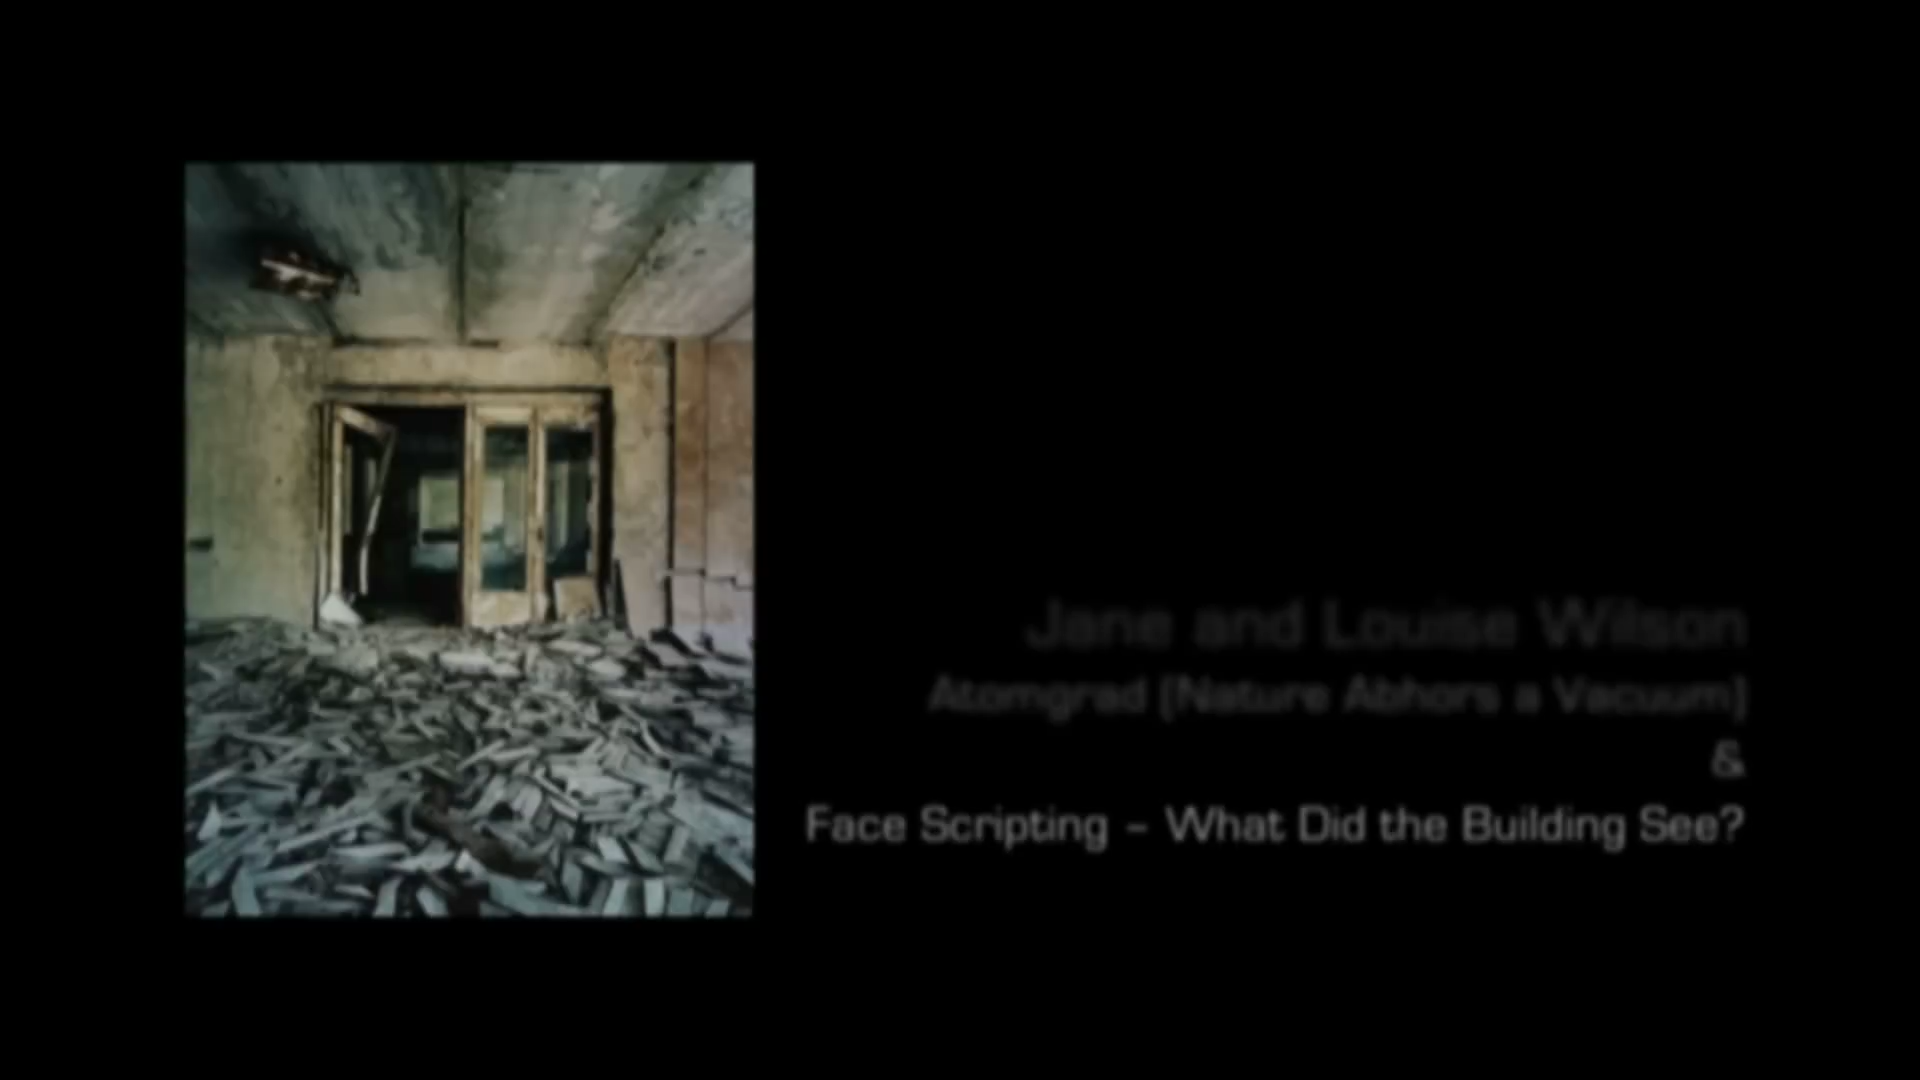 Jane and Louise Wilson
Atomgrad (Nature Abhors a Vacuum)
&
Face Scripting – What Did the Building See?